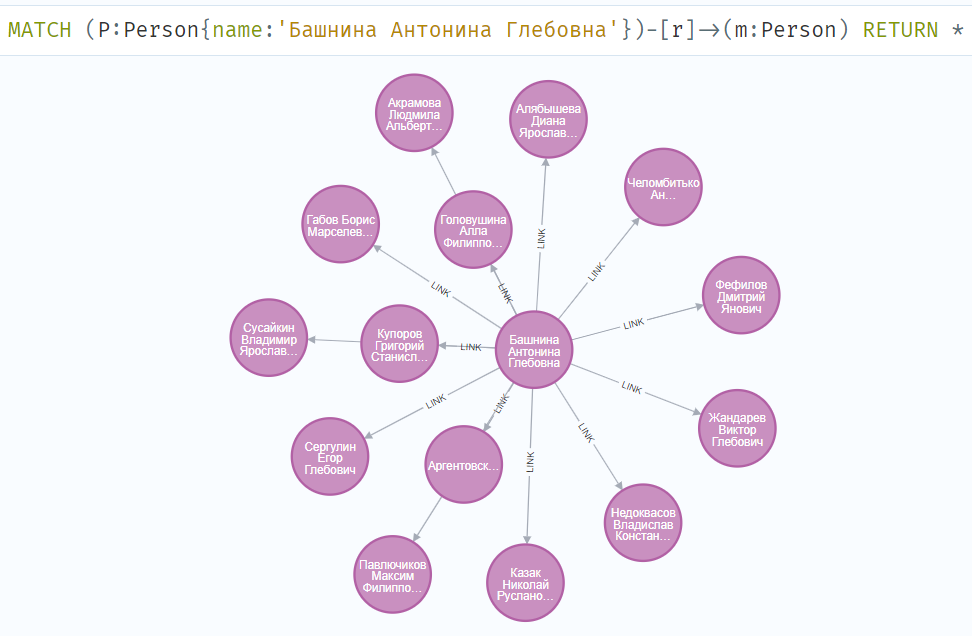 MATCH (P:Person{name:'Башнина Антонина Глебовна'})-[r]->(m:Person) RETURN *
Акрамова
Людмила
Альберт...
Алябышева
Диана
Ярослав...
Челомбитько
Ан...
Габов Борис
Марселев...
Головушина
Алла
Филиппо...
LINK
LINK
LINK
LINK
Фефилов
Дмитрий
Янович
LINK
Сусайкин
Владимир
Ярослав...
Купоров
Григорий
Станисл...
LINK
Башнина
Антонина
Глебовна
LINK
LINK
LINK
LINK
LINK
Жандарев
Виктор
Глебович
Сергулин
Егор
Глебович
Аргентовск...
Недоквасов
Владислав
Констан...
Павлючиков
Максим
Филиппо...
Казак
Николай
Руслано...